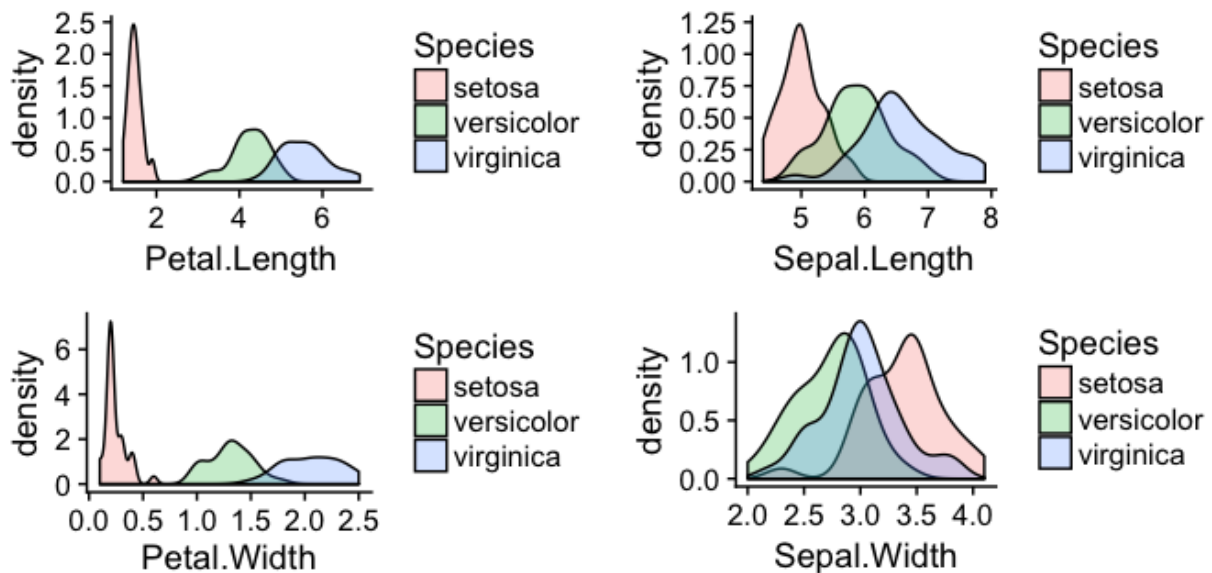 density
2.5
2.0
1.5
1.0
0.5
0.0
2 4 6
Petal.Length
Species
setosa
versicolor
virginica
density
1.25
1.00
0.75
0.50
0.25
0.00
5 6 7 8
Sepal.Length
Species
setosa
versicolor
virginica
density
6
4
2
0
0.0 0.5 1.0 1.5 2.0 2.5
Petal.Width
Species
setosa
versicolor
virginica
density
1.0
0.5
0.0
2.0 2.5 3.0 3.5 4.0
Sepal.Width
Species
setosa
versicolor
virginica